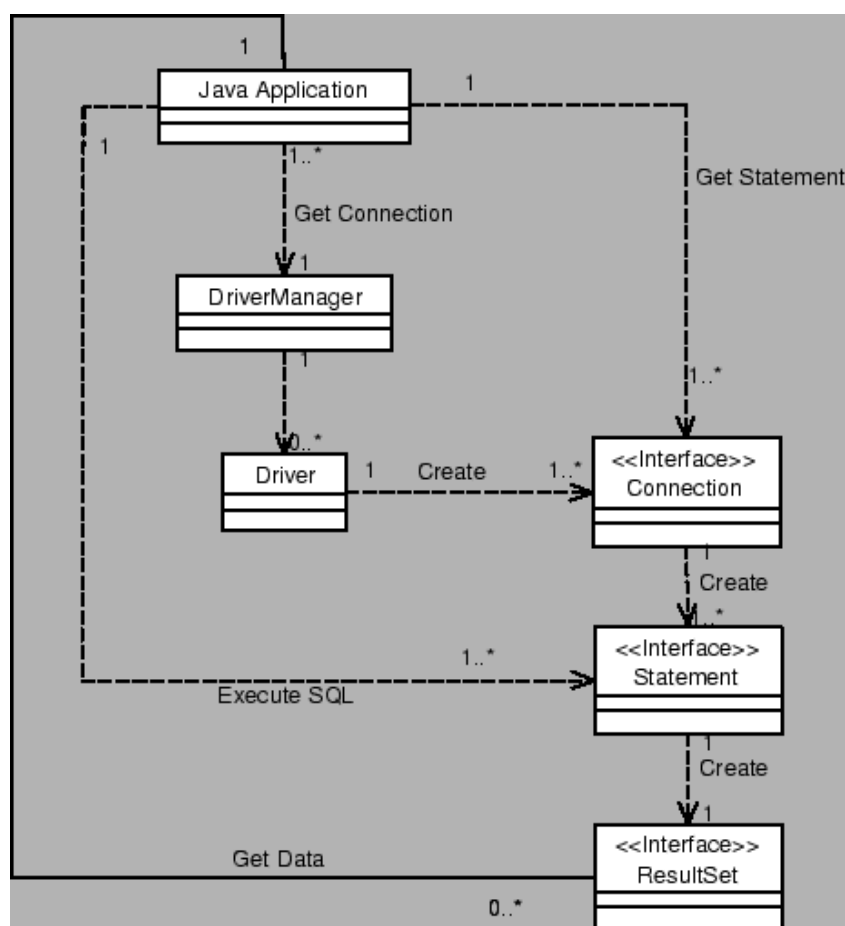 1
Java Application
1
1
1..*
Get Statement
Get Connection
1
DriverManager
1
1..*
0..*
Driver
1
Create
1..*
<<Interface>>
Connection
1
Create
1..*
<<Interface>>
Statement
1..*
Execute SQL
1
Create
1
<<Interface>>
ResultSet
Get Data
0..*